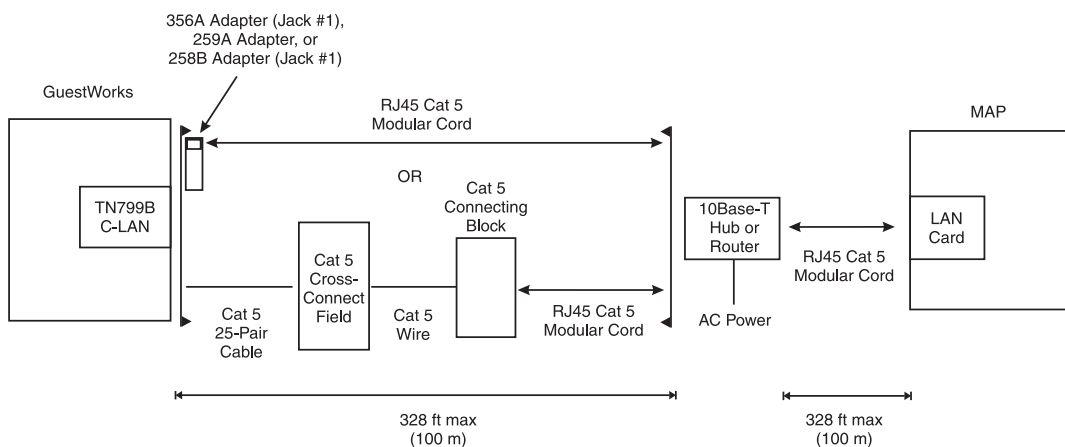 356A Adapter (Jack #1),
259A Adapter, or
258B Adapter (Jack #1)
GuestWorks
RJ45 Cat 5
Modular Cord
MAP
OR
TN799B
C-LAN
Cat 5
Connecting
Block
10Base-T
Hub or
Router
LAN
Card
Cat 5
Cross-
Connect
Field
RJ45 Cat 5
Modular Cord
Cat 5
25-Pair
Cable
Cat 5
Wire
RJ45 Cat 5
Modular Cord
AC Power
328 ft max
(100 m)
328 ft max
(100 m)